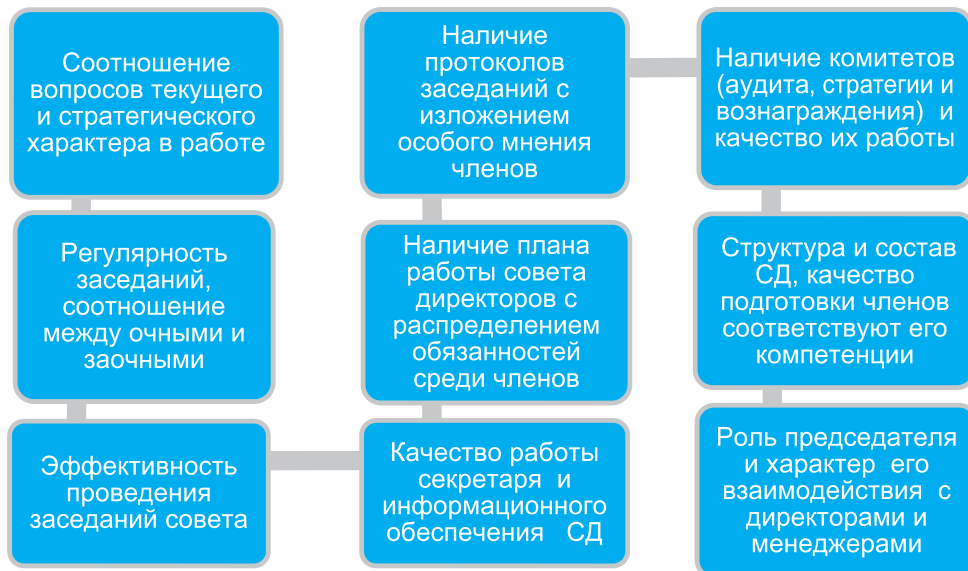 Соотношение
вопросов текущего
и стратегического
характера в работе
Регулярность
заседаний,
соотношение
между очными и
заочными
Эффективность
проведения
заседаний совета
Качество работы
секретаря и
информационного
обеспечения СД
Наличие плана
работы совета
директоров с
распределением
обязанностей
среди членов
Наличие
протоколов
заседаний с
изложением
особого мнения
членов
Наличие комитетов
(аудита, стратегии и
вознаграждения) и
качество их работы
Структура и состав
СД, качество
подготовки членов
соответствуют его
компетенции
Роль председателя
и характер его
взаимодействия с
директорами и
менеджерами